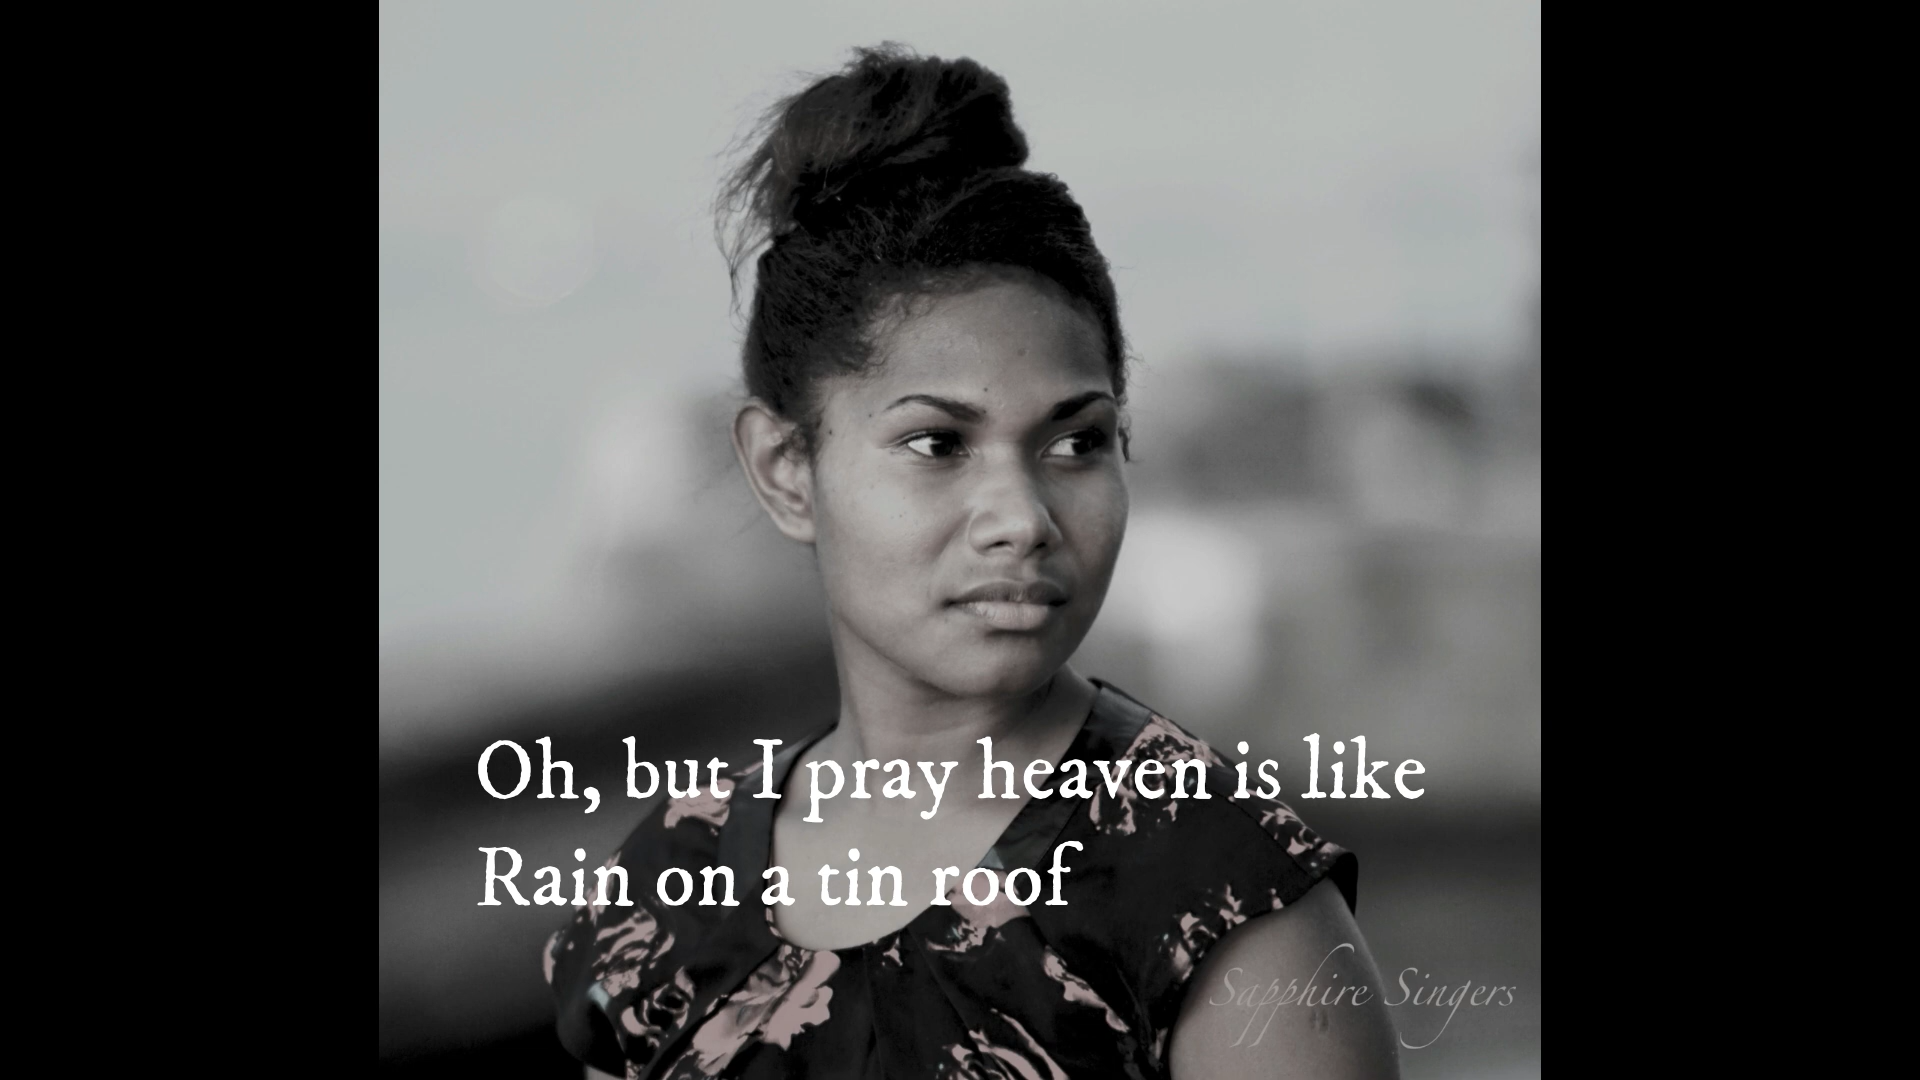 Oh, but I pray heaven is like
Rain on a tin roof
Sapphire Singers